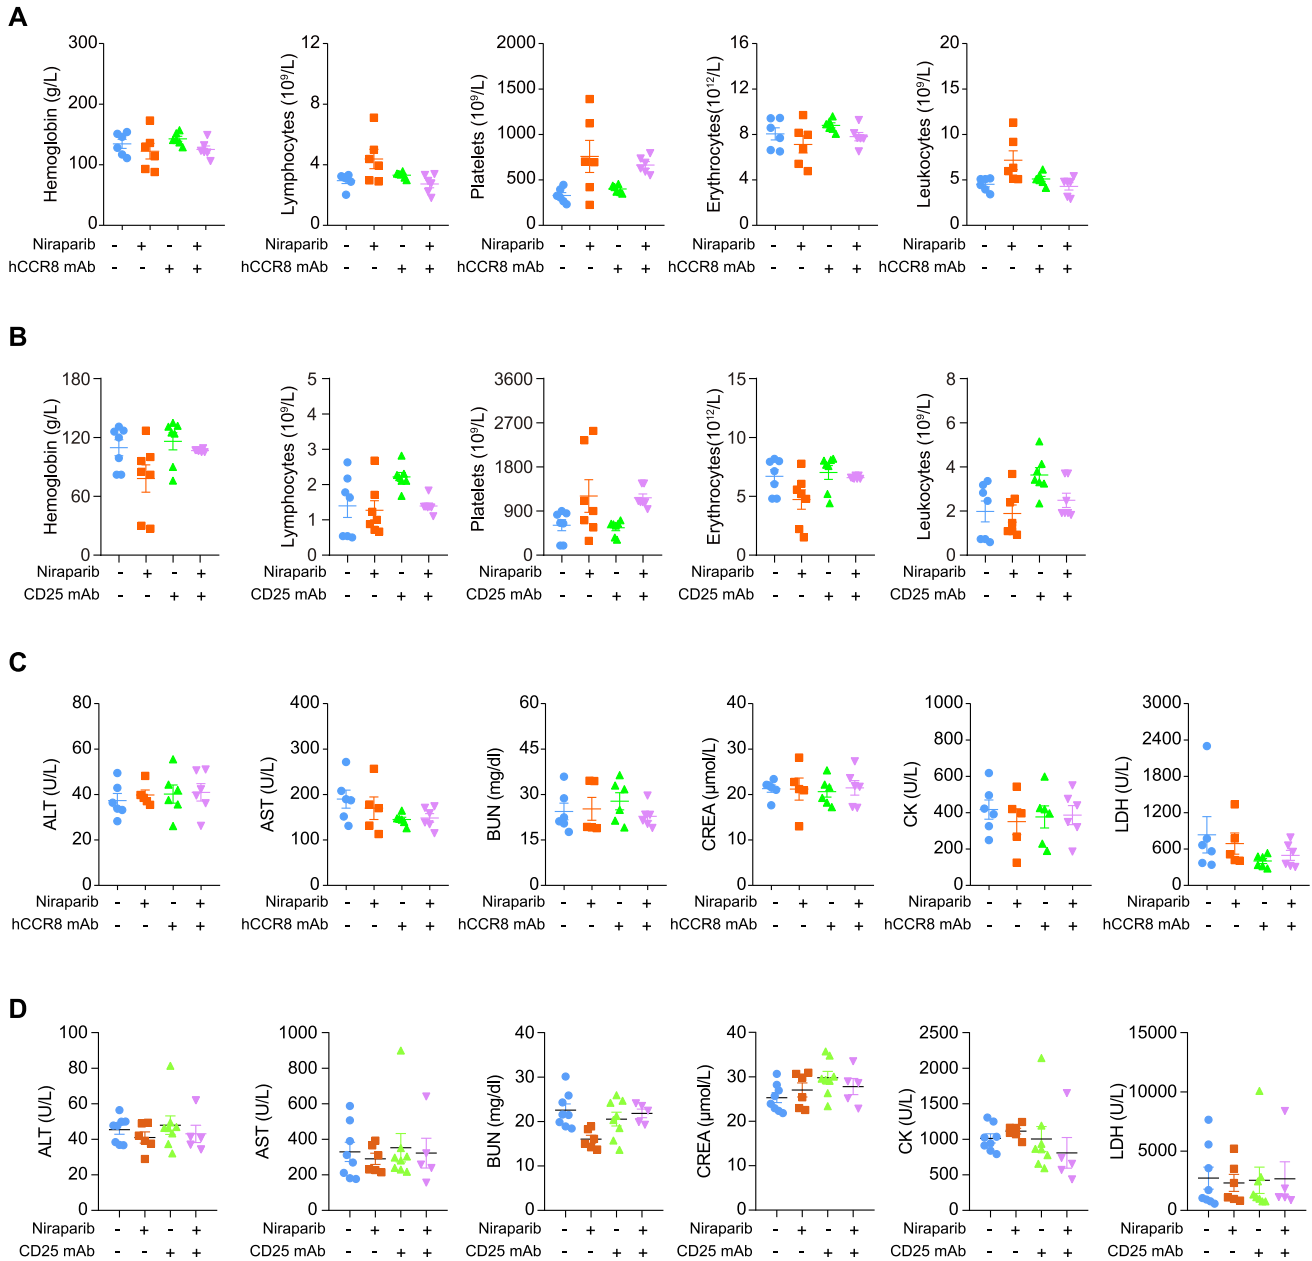 A
Hemoglobin (g/L)
300
200
100
0
Lymphocytes (10⁹/L)
12
8
4
0
Platelets (10⁹/L)
2000
1500
1000
500
0
Erythrocytes(10¹²/L)
16
12
8
4
0
Leukocytes (10⁹/L)
20
15
10
5
0
Niraparib - + - +
hCCR8 mAb - - + +
Niraparib - + - +
hCCR8 mAb - - + +
Niraparib - + - +
hCCR8 mAb - - + +
Niraparib - + - +
hCCR8 mAb - - + +
Niraparib - + - +
hCCR8 mAb - - + +
B
Hemoglobin (g/L)
180
120
60
0
Lymphocytes (10⁹/L)
5
4
3
2
1
0
Platelets (10⁹/L)
3600
2700
1800
900
0
Erythrocytes(10¹²/L)
15
10
5
0
Leukocytes (10⁹/L)
8
6
4
2
0
Niraparib - + - +
CD25 mAb - - + +
Niraparib - + - +
CD25 mAb - - + +
Niraparib - + - +
CD25 mAb - - + +
Niraparib - + - +
CD25 mAb - - + +
Niraparib - + - +
CD25 mAb - - + +
C
ALT (U/L)
80
60
40
20
0
AST (U/L)
400
300
200
100
0
BUN (mg/dl)
60
45
30
15
0
CREA (μmol/L)
40
30
20
10
0
CK (U/L)
1000
800
600
400
200
0
LDH (U/L)
3000
2400
1800
1200
600
0
Niraparib - + - +
hCCR8 mAb - - + +
Niraparib - + - +
hCCR8 mAb - - + +
Niraparib - + - +
hCCR8 mAb - - + +
Niraparib - + - +
hCCR8 mAb - - + +
Niraparib - + - +
hCCR8 mAb - - + +
Niraparib - + - +
hCCR8 mAb - - + +
D
ALT (U/L)
100
80
60
40
20
0
AST (U/L)
1000
800
600
400
200
0
BUN (mg/dl)
40
30
20
10
0
CREA (μmol/L)
40
30
20
10
0
CK (U/L)
2500
2000
1500
1000
500
0
LDH (U/L)
15000
10000
5000
0
Niraparib - + - +
CD25 mAb - - + +
Niraparib - + - +
CD25 mAb - - + +
Niraparib - + - +
CD25 mAb - - + +
Niraparib - + - +
CD25 mAb - - + +
Niraparib - + - +
CD25 mAb - - + +
Niraparib - + - +
CD25 mAb - - + +